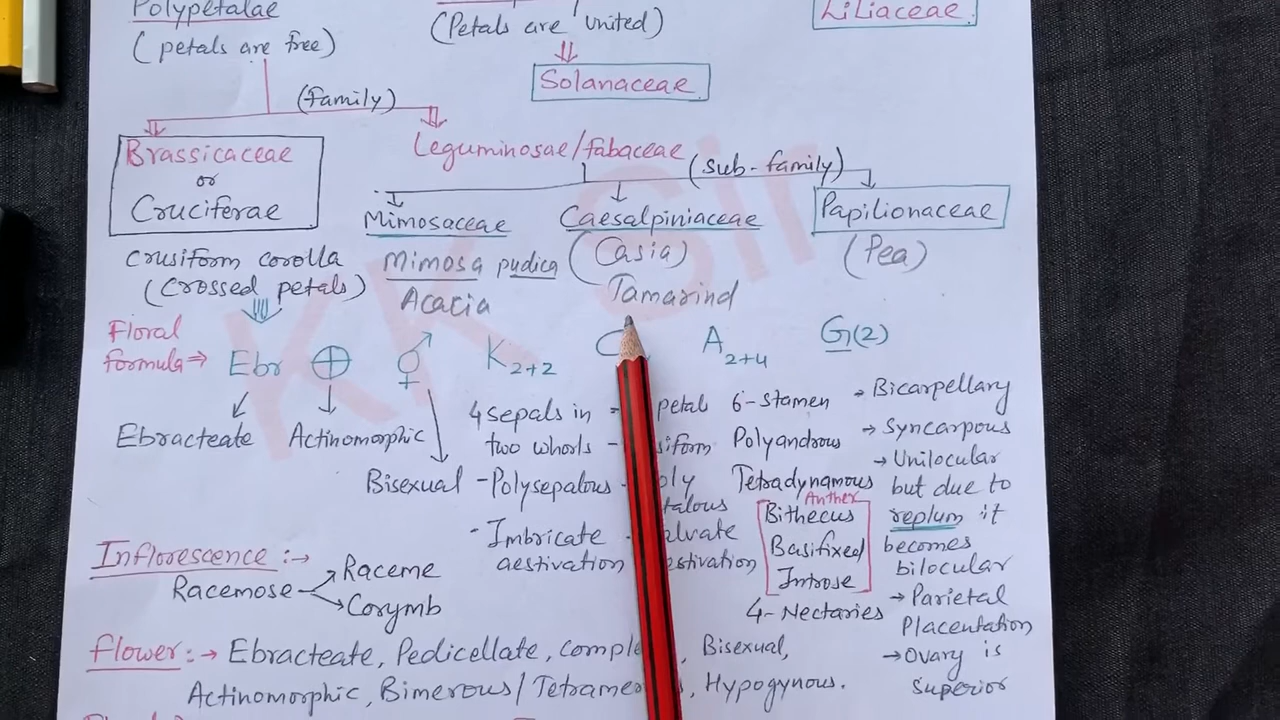 Polypetalae
(petals are free)
(Petals are united)
Liliaceae
Solanaceae
(family)
Brassicaceae
or
Cruciferae
Leguminosae/fabaceae
(sub-family)
Mimosaceae
Caesalpiniaceae
Papilionaceae
Crusiform corolla
(Crossed petals)
Mimosa pudica
Acacia
(Casia)
Tamarind
(Pea)
Floral
formula⇒ Ebr ⊕ ⚥ K2+2 A2+4 G(2)
Ebracteate
Actinomorphic
Bisexual
4 sepals in
two whorls
-Polysepalous
-Imbricate
aestivation
petal
6-stamen
Polyandrous
Tetradynamous
Anther
Bithecus
Basifixed
Introse
4-Nectaries
→ Bicarpellary
→ Syncarpous
→ Unilocular
but due to
replum it
becomes
bilocular
→ Parietal
Placentation
→ Ovary is
Superior
Inflorescence :→
Racemose
Raceme
Corymb
flower :→ Ebracteate, Pedicellate, Bisexual,
Actinomorphic, Bimerous/ Hypogynous.
KK Sir